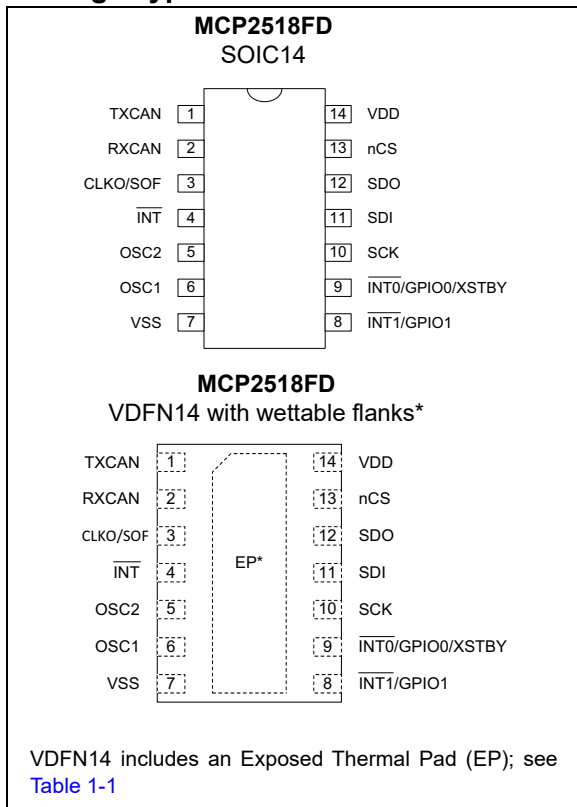 MCP2518FD
SOIC14
TXCAN 1 14 VDD
RXCAN 2 13 nCS
CLKO/SOF 3 12 SDO
INT 4 11 SDI
OSC2 5 10 SCK
OSC1 6 9 INT0/GPIO0/XSTBY
VSS 7 8 INT1/GPIO1
MCP2518FD
VDFN14 with wettable flanks*
TXCAN 1 14 VDD
RXCAN 2 13 nCS
CLKO/SOF 3 12 SDO
INT 4 EP* 11 SDI
OSC2 5 10 SCK
OSC1 6 9 INT0/GPIO0/XSTBY
VSS 7 8 INT1/GPIO1
VDFN14 includes an Exposed Thermal Pad (EP); see
Table 1-1